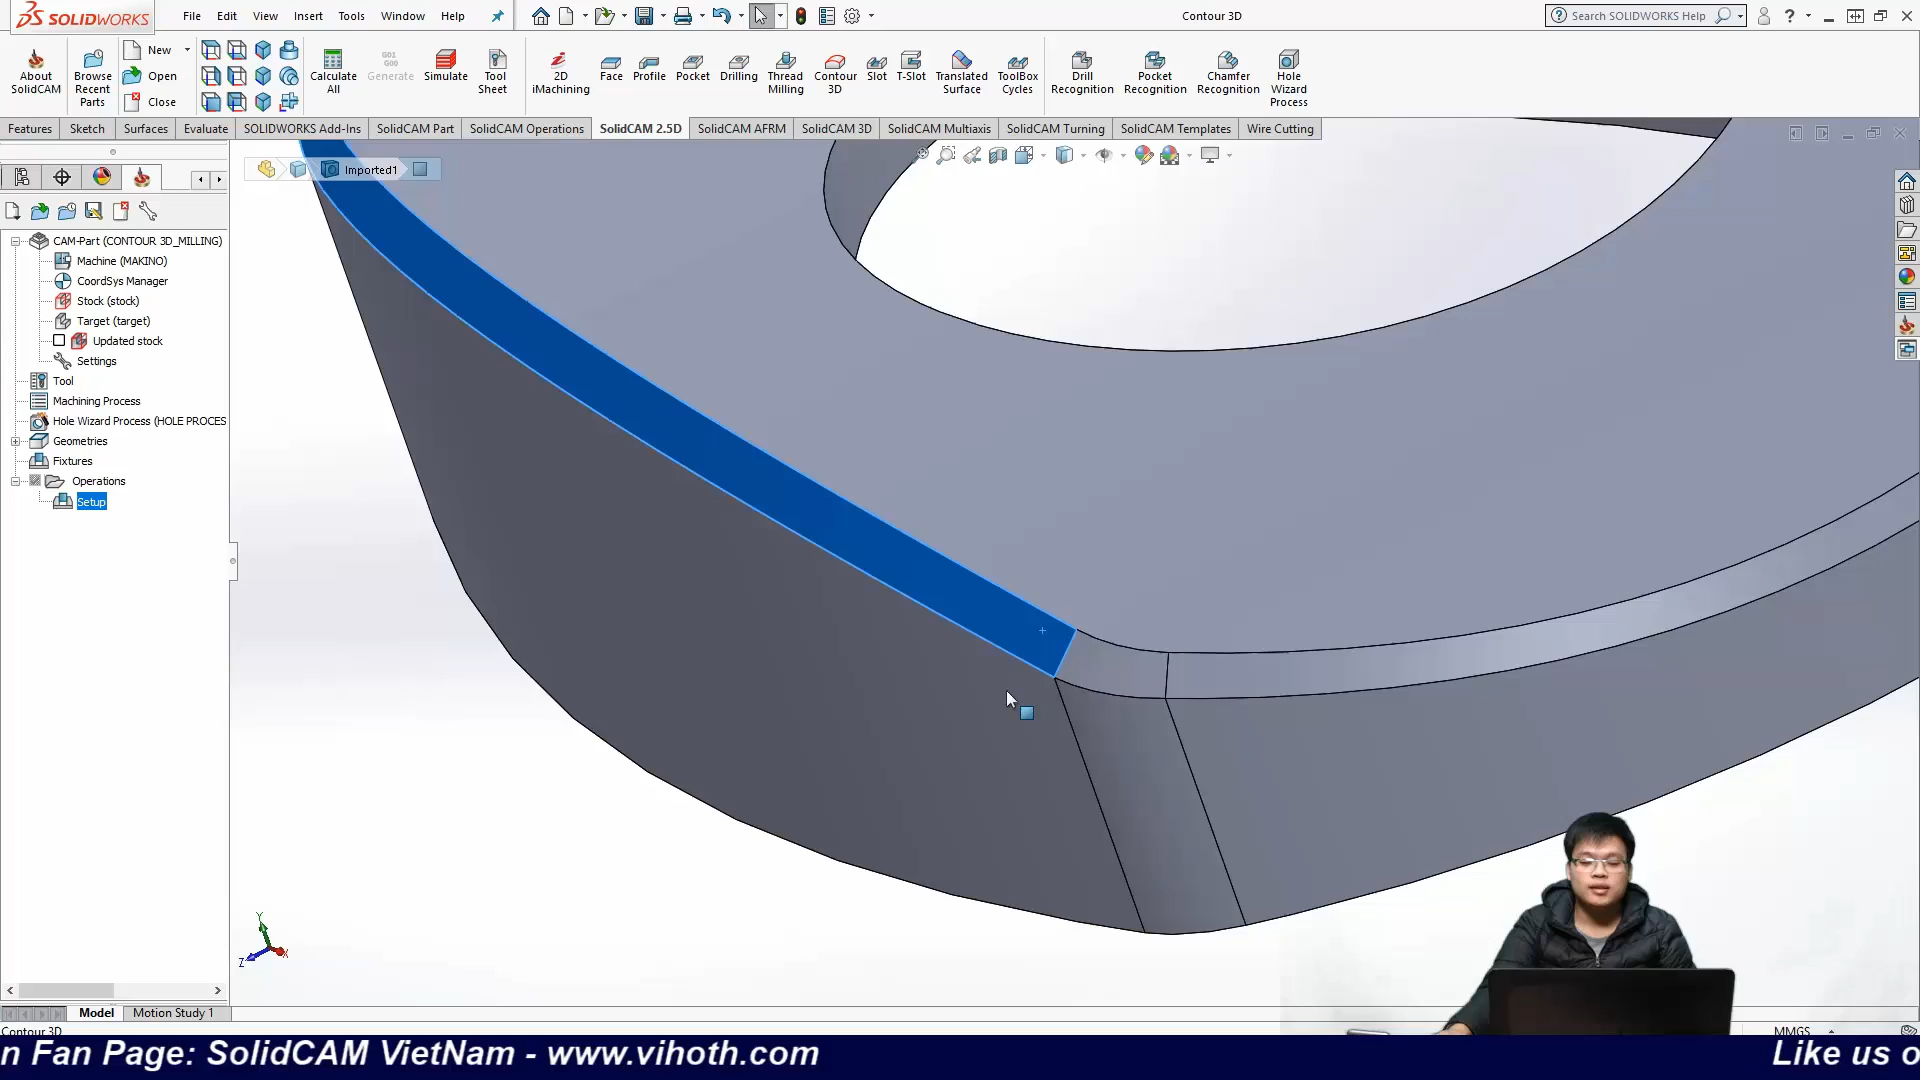 SOLIDWORKS
File Edit View Insert Tools Window Help
Contour 3D
Search SOLIDWORKS Help
About SolidCAM
Browse Recent Parts
New
Open
Close
Calculate All
G01 G00
Generate
Simulate
Tool Sheet
2D iMachining
Face
Profile
Pocket
Drilling
Thread Milling
Contour 3D
Slot
T-Slot
Translated Surface
ToolBox Cycles
Drill Recognition
Pocket Recognition
Chamfer Recognition
Hole Wizard Process
Features Sketch Surfaces Evaluate SOLIDWORKS Add-Ins SolidCAM Part SolidCAM Operations SolidCAM 2.5D SolidCAM AFRM SolidCAM 3D SolidCAM Multiaxis SolidCAM Turning SolidCAM Templates Wire Cutting
Imported1
CAM-Part (CONTOUR 3D_MILLING)
Machine (MAKINO)
CoordSys Manager
Stock (stock)
Target (target)
Updated stock
Settings
Tool
Machining Process
Hole Wizard Process (HOLE PROCES
Geometries
Fixtures
Operations
Setup
Y
Z
X
Model Motion Study 1
Contour 3D
MMGS
n Fan Page: SolidCAM VietNam - www.vihoth.com
Like us o